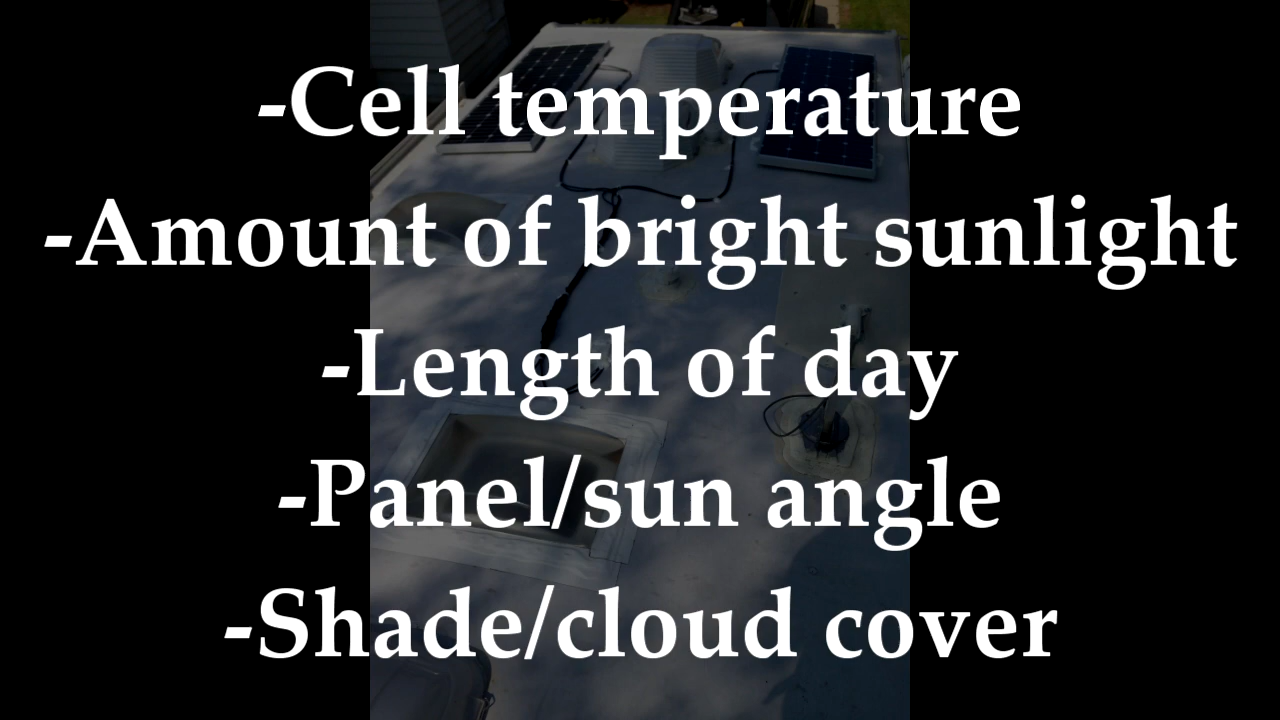 -Cell temperature
-Amount of bright sunlight
-Length of day
-Panel/sun angle
-Shade/cloud cover